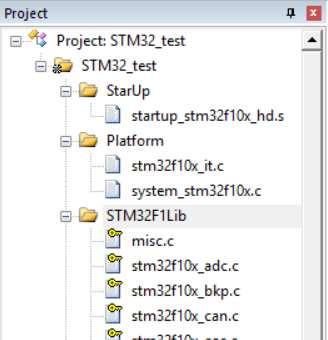 Project
Project: STM32_test
STM32_test
StarUp
startup_stm32f10x_hd.s
Platform
stm32f10x_it.c
system_stm32f10x.c
STM32F1Lib
misc.c
stm32f10x_adc.c
stm32f10x_bkp.c
stm32f10x_can.c